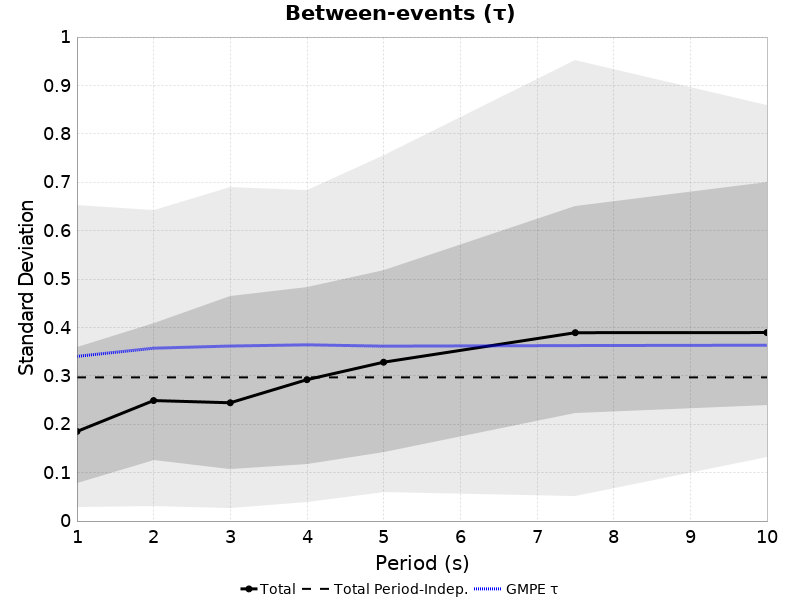 Between-events (τ)
1
0.9
0.8
0.7
0.6
0.5
0.4
0.3
0.2
0.1
0
Standard Deviation
1 2 3 4 5 6 7 8 9 10
Period (s)
Total Total Period-Indep. GMPE τ